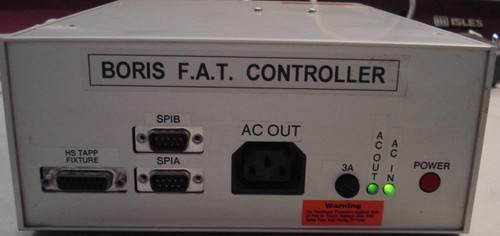 ISLES
BORIS F.A.T. CONTROLLER
SPIB
AC OUT
HS TAPP
FIXTURE
SPIA
3A
AC OUT
AC IN
POWER
Warning